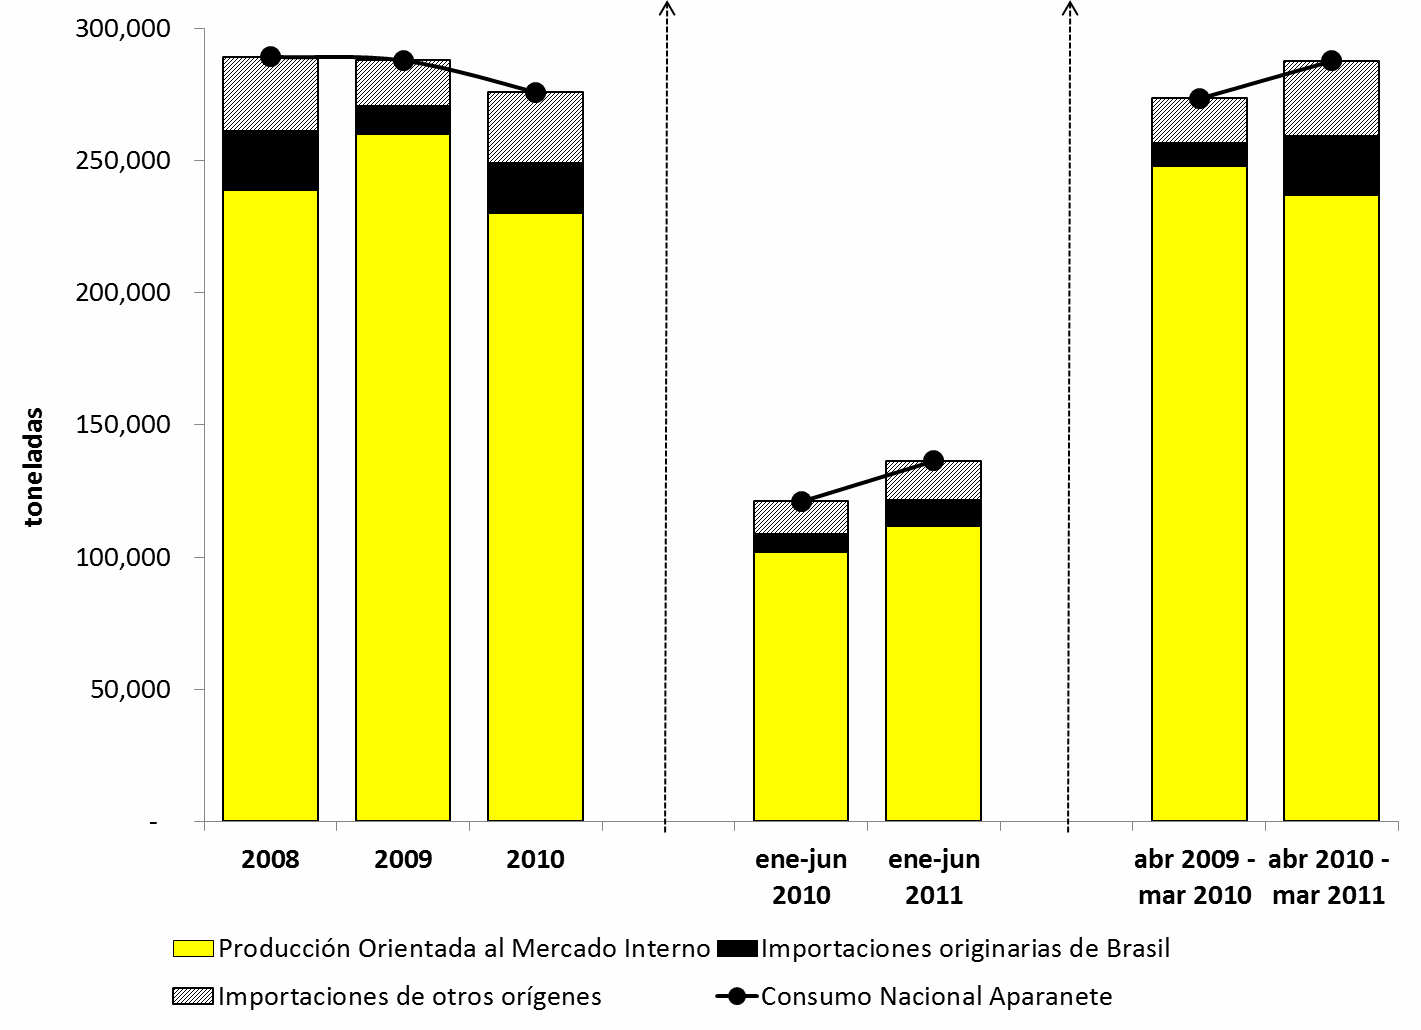 300,000
250,000
200,000
150,000
100,000
50,000
-
toneladas
2008
2009
2010
ene-jun
2010
ene-jun
2011
abr 2009 -
mar 2010
abr 2010 -
mar 2011
Producción Orientada al Mercado Interno
Importaciones originarias de Brasil
Importaciones de otros orígenes
Consumo Nacional Aparanete